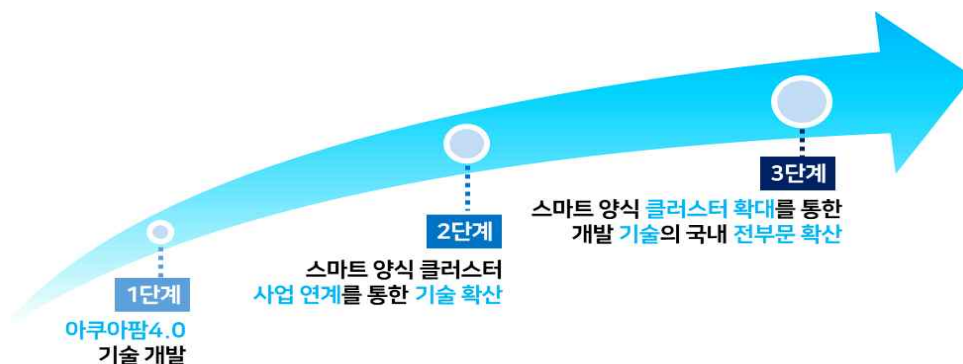 1단계
아쿠아팜4.0
기술 개발
2단계
스마트 양식 클러스터
사업 연계를 통한 기술 확산
3단계
스마트 양식 클러스터 확대를 통한
개발 기술의 국내 전부문 확산